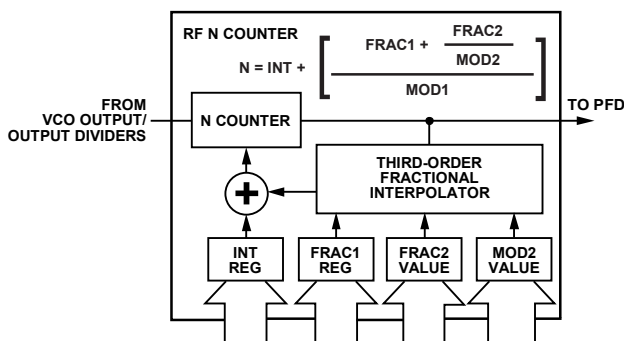 RF N COUNTER
N = INT +
FRAC1 +
FRAC2
MOD2
MOD1
FROM
VCO OUTPUT/
OUTPUT DIVIDERS
N COUNTER
TO PFD
THIRD-ORDER
FRACTIONAL
INTERPOLATOR
+
INT
REG
FRAC1
REG
FRAC2
VALUE
MOD2
VALUE